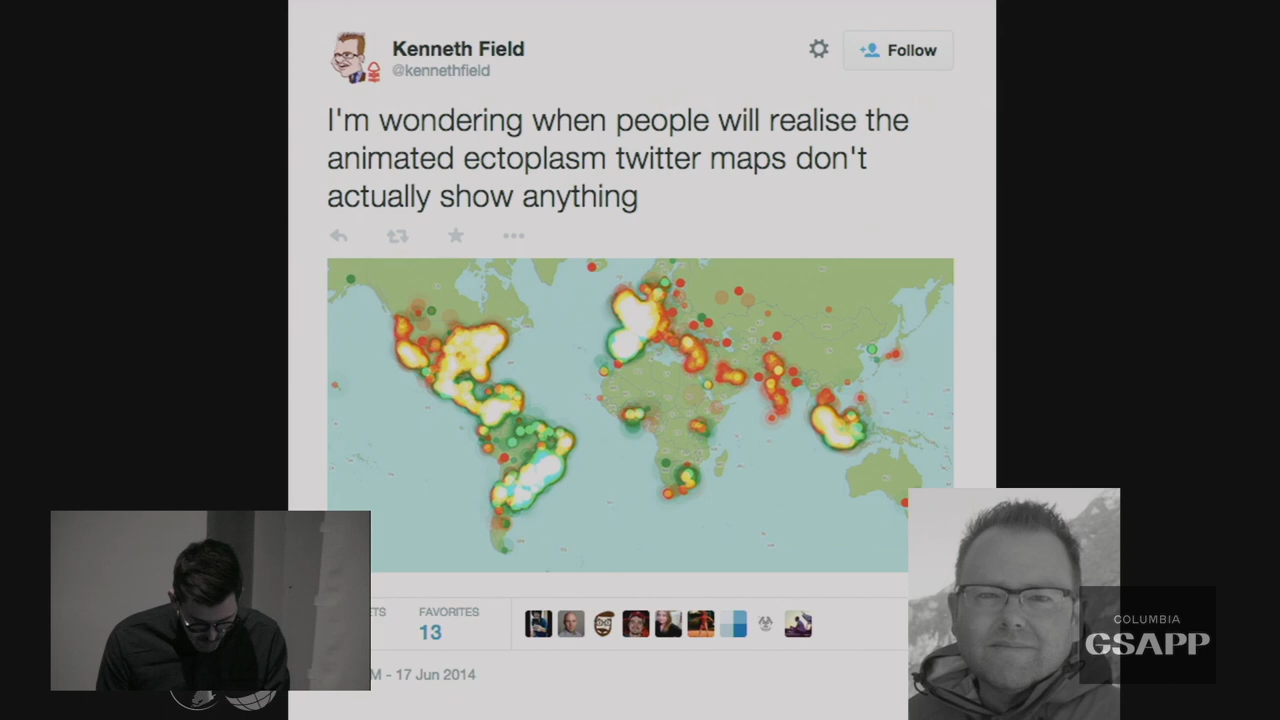 Kenneth Field
@kennethfield
Follow
I'm wondering when people will realise the
animated ectoplasm twitter maps don't
actually show anything
FAVORITES
13
- 17 Jun 2014
COLUMBIA
GSAPP